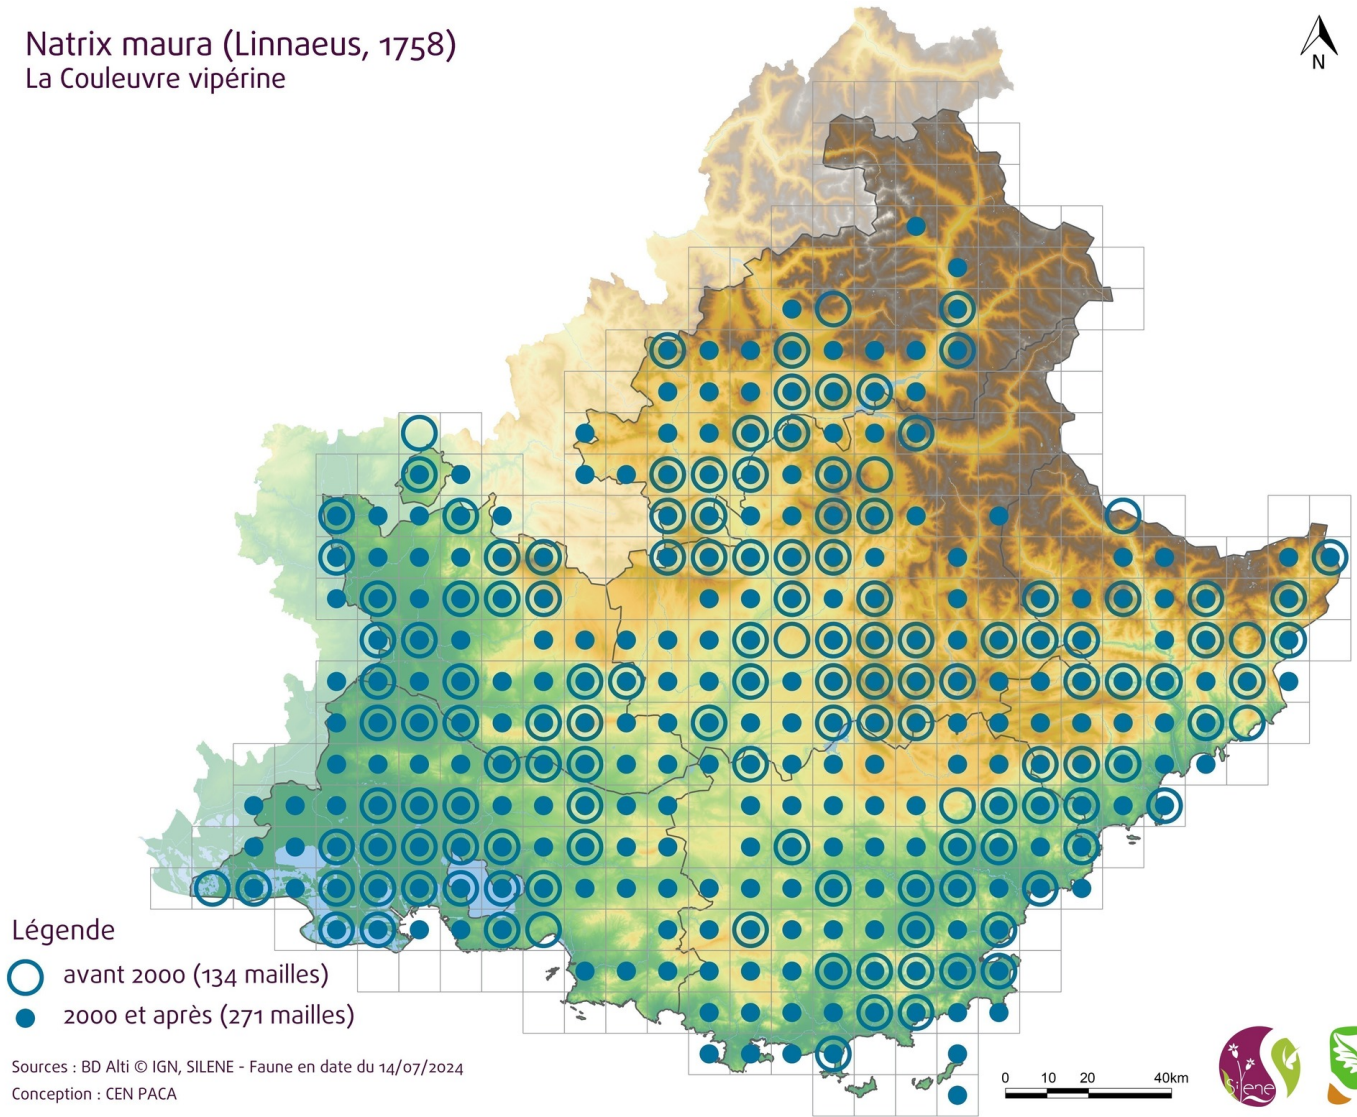 Natrix maura (Linnaeus, 1758)
La Couleuvre vipérine
N
Légende
avant 2000 (134 mailles)
2000 et après (271 mailles)
Sources : BD Alti © IGN, SILENE - Faune en date du 14/07/2024
Conception : CEN PACA
0 10 20 40km
Silene